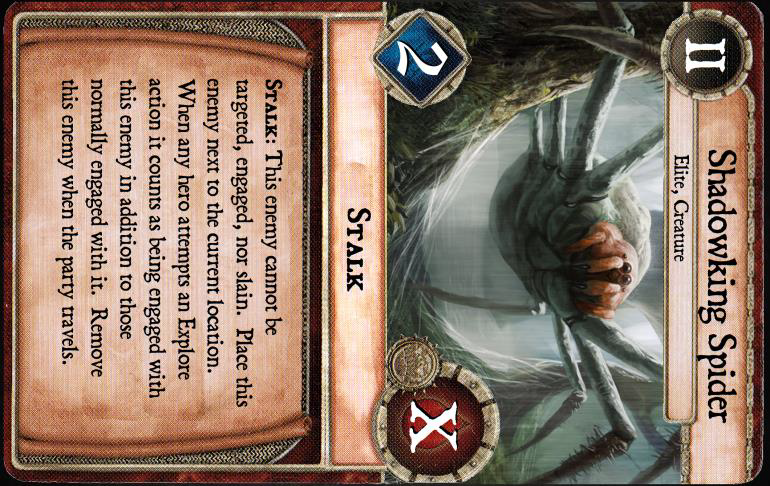 II
Shadowking Spider
Elite, Creature
2
X
Stalk
Stalk: This enemy cannot be
targeted, engaged, nor slain. Place this
enemy next to the current location.
When any hero attempts an Explore
action it counts as being engaged with
this enemy in addition to those
normally engaged with it. Remove
this enemy when the party travels.